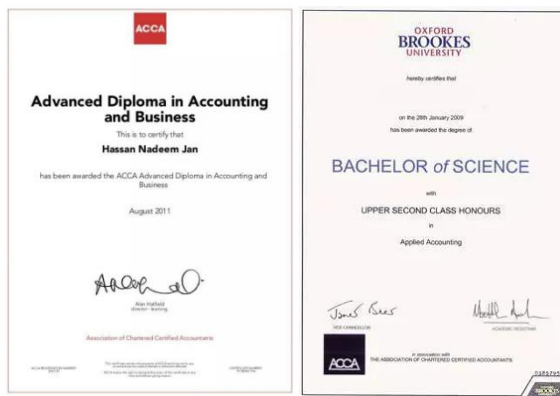 ACCA
Advanced Diploma in Accounting
and Business
This is to certify that
Hassan Nadeem Jan
has been awarded the ACCA Advanced Diploma in Accounting and
Business
August 2011
Alan Hatfield
director - learning
Association of Chartered Certified Accountants
OXFORD
BROOKES
UNIVERSITY
hereby certifies that
on the 28th January 2009
has been awarded the degree of
BACHELOR of SCIENCE
with
UPPER SECOND CLASS HONOURS
in
Applied Accounting
VICE CHANCELLOR
ACADEMIC REGISTRAR
in association with
THE ASSOCIATION OF CHARTERED CERTIFIED ACCOUNTANTS
ACCA
BROOKES